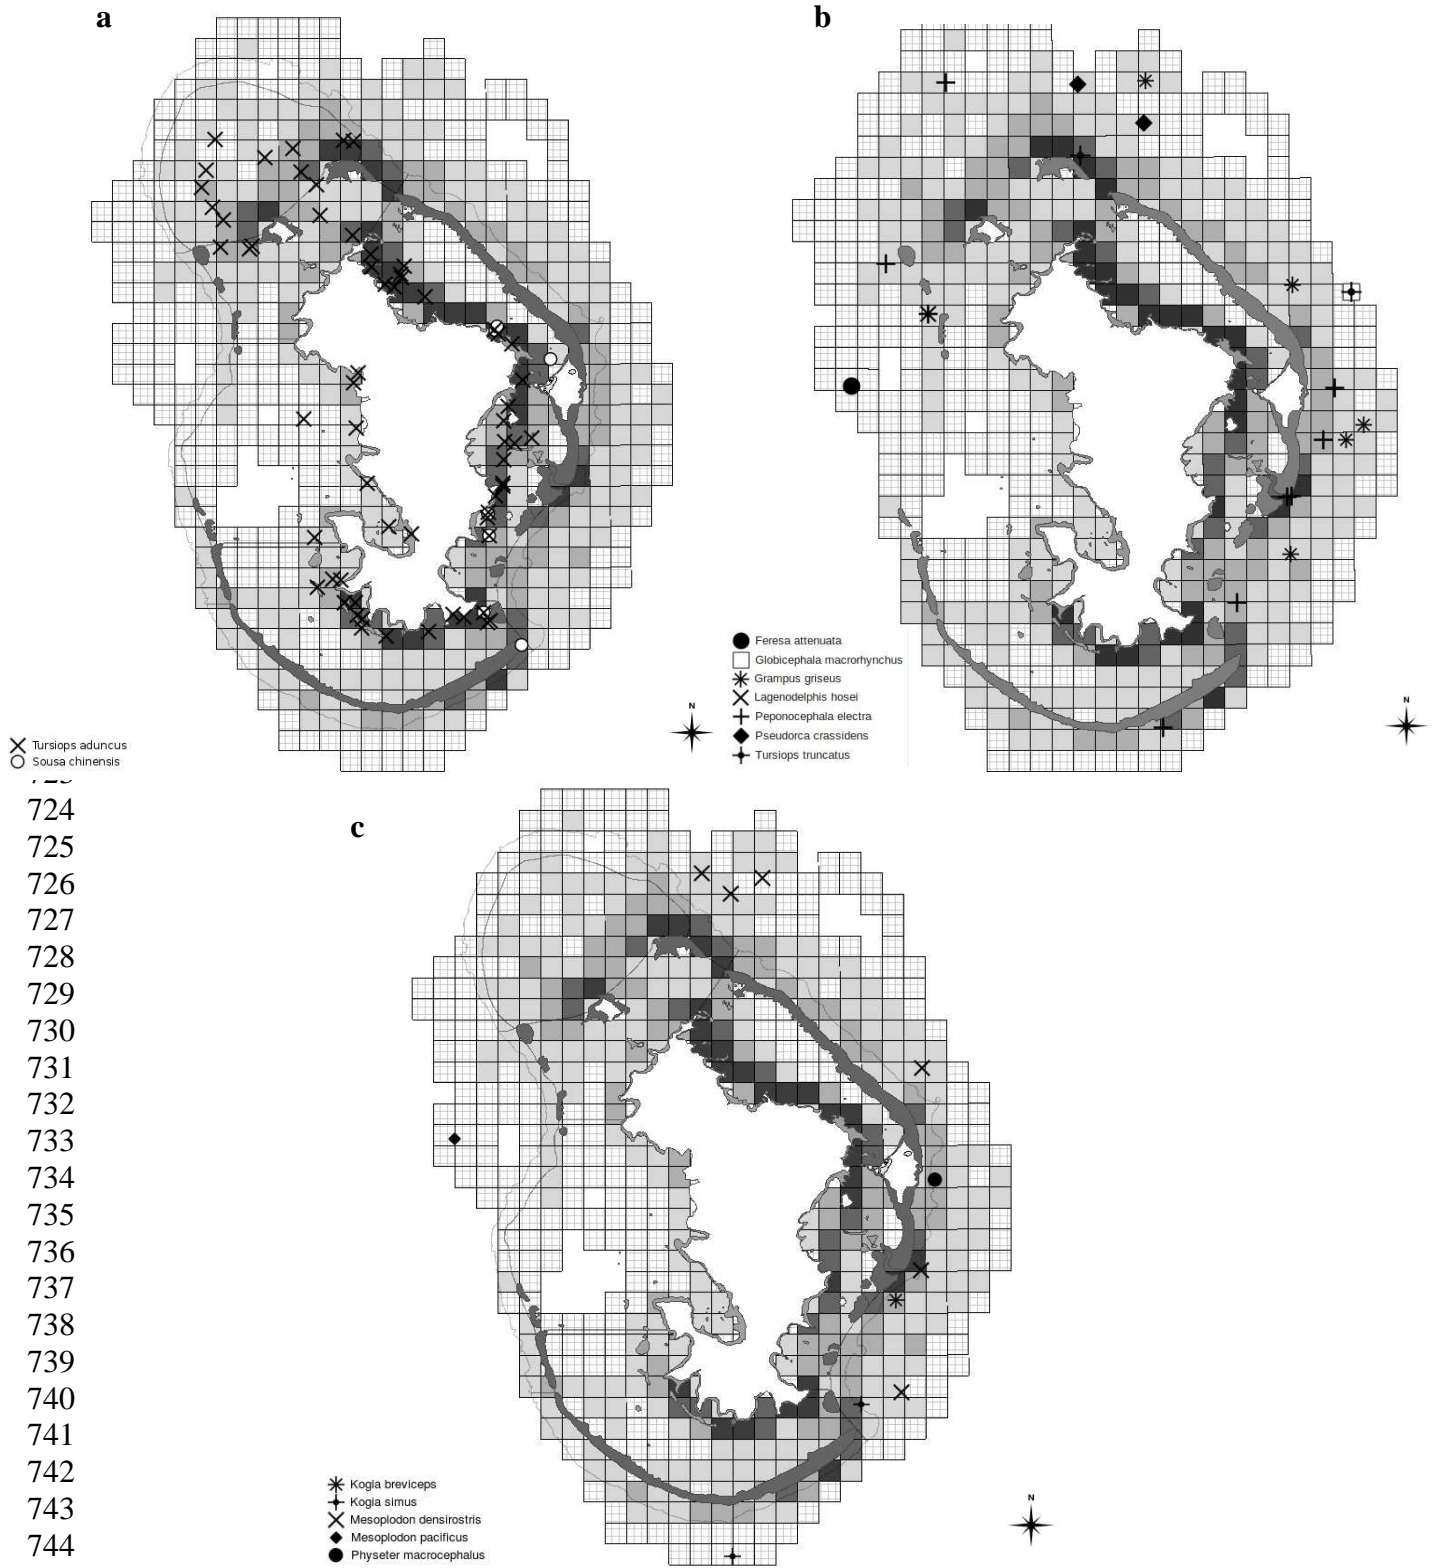 a
b
N
Tursiops aduncus
Sousa chinensis
Feresa attenuata
Globicephala macrorhynchus
Grampus griseus
Lagenodelphis hosei
Peponocephala electra
Pseudorca crassidens
Tursiops truncatus
N
724
c
725
726
727
728
729
730
731
732
733
734
735
736
737
738
739
740
741
742
743
744
Kogia breviceps
Kogia simus
Mesoplodon densirostris
Mesoplodon pacificus
Physeter macrocephalus
N